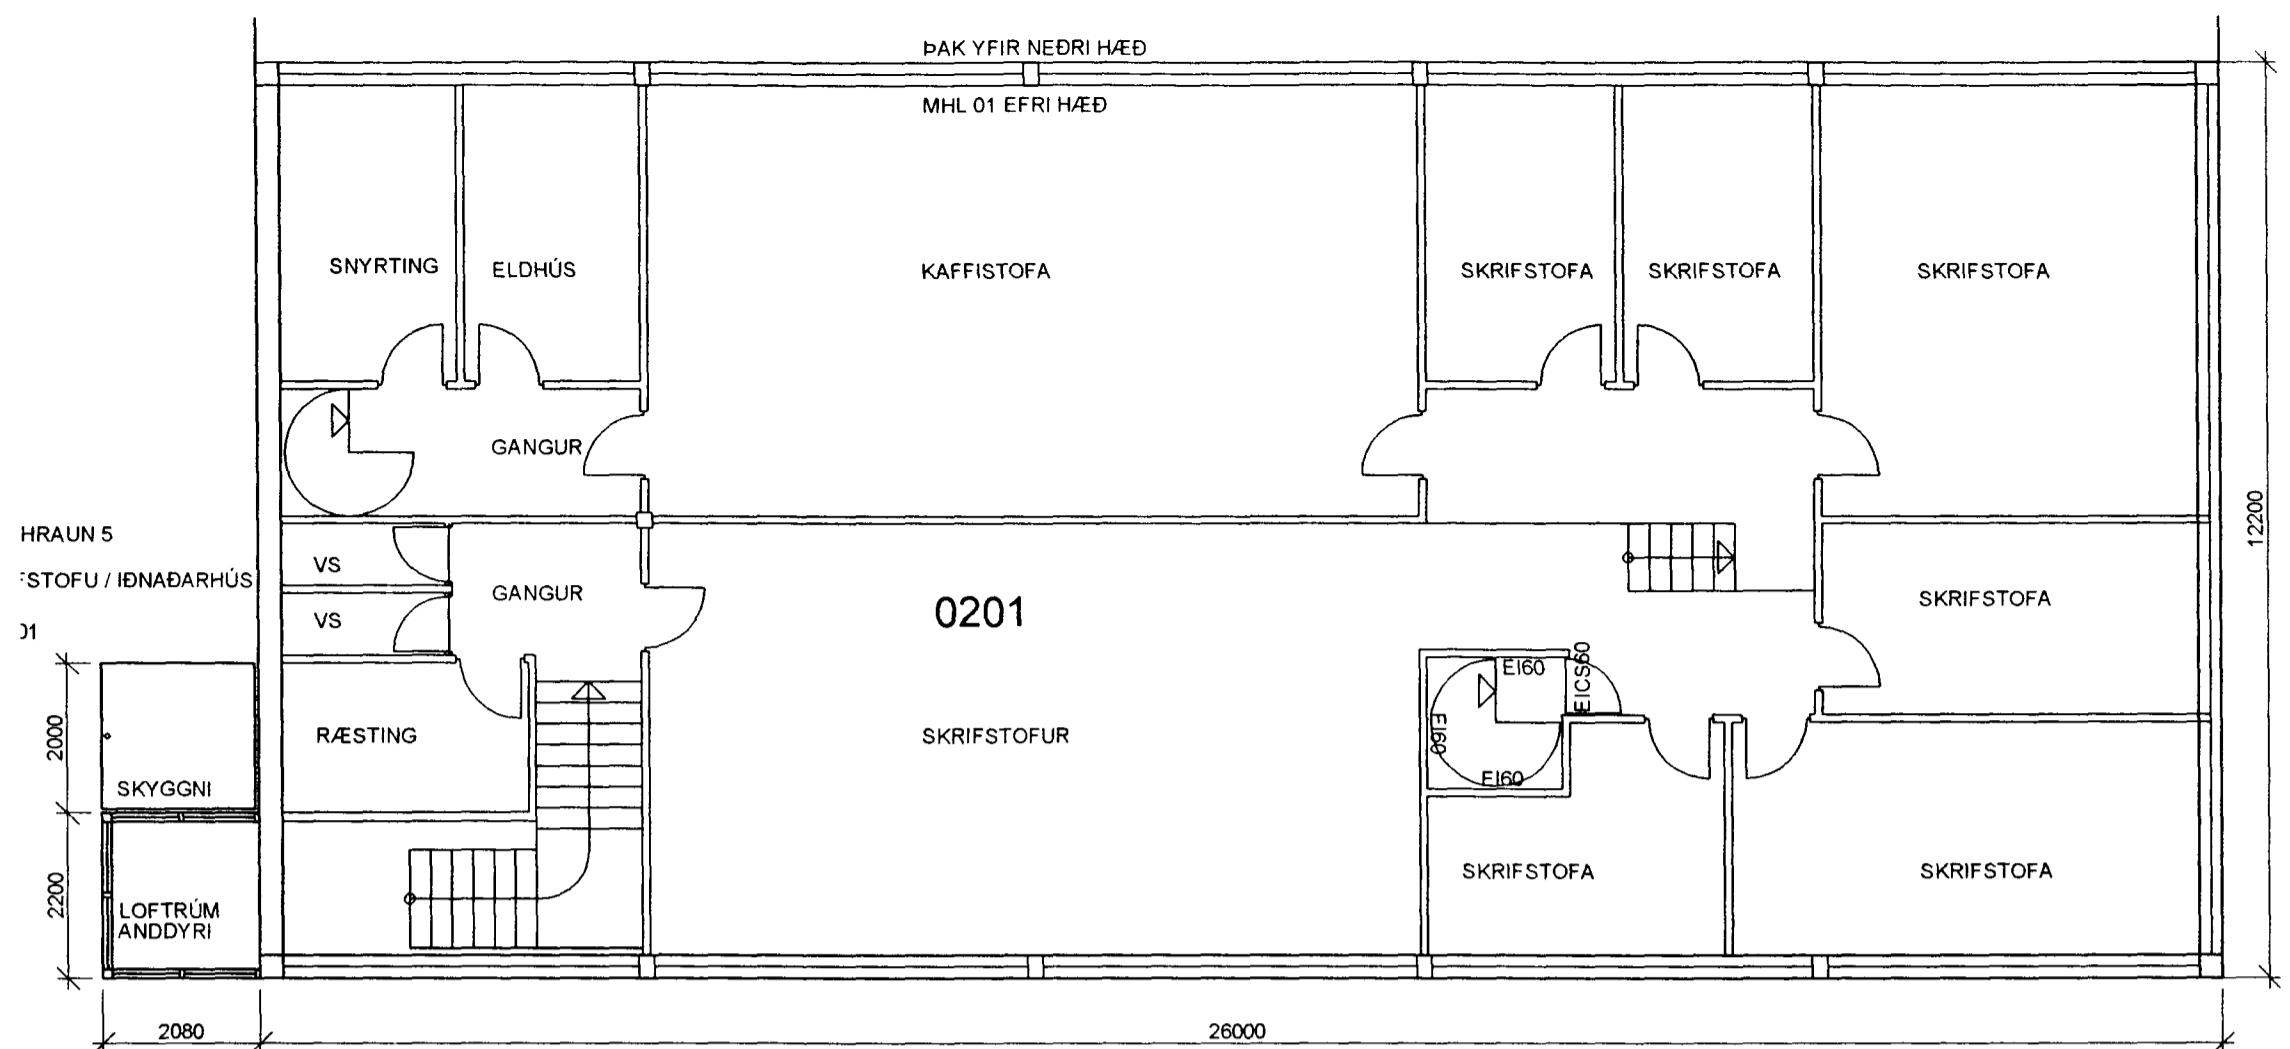 ÞAK YFIR NEÐRI HÆÐ
MHL 01 EFRI HÆÐ
SNYRTING
ELDHÚS
KAFFISTOFA
SKRIFSTOFA
SKRIFSTOFA
SKRIFSTOFA
GANGUR
12200
HRAUN 5
FSTOFU / IÐNAÐARHÚS
01
VS
VS
GANGUR
0201
SKRIFSTOFA
EI60
EICS60
EI60
EI60
2000
SKYGGNI
RÆSTING
SKRIFSTOFUR
2200
LOFTRÚM
ANDDYRI
SKRIFSTOFA
SKRIFSTOFA
2080
26000